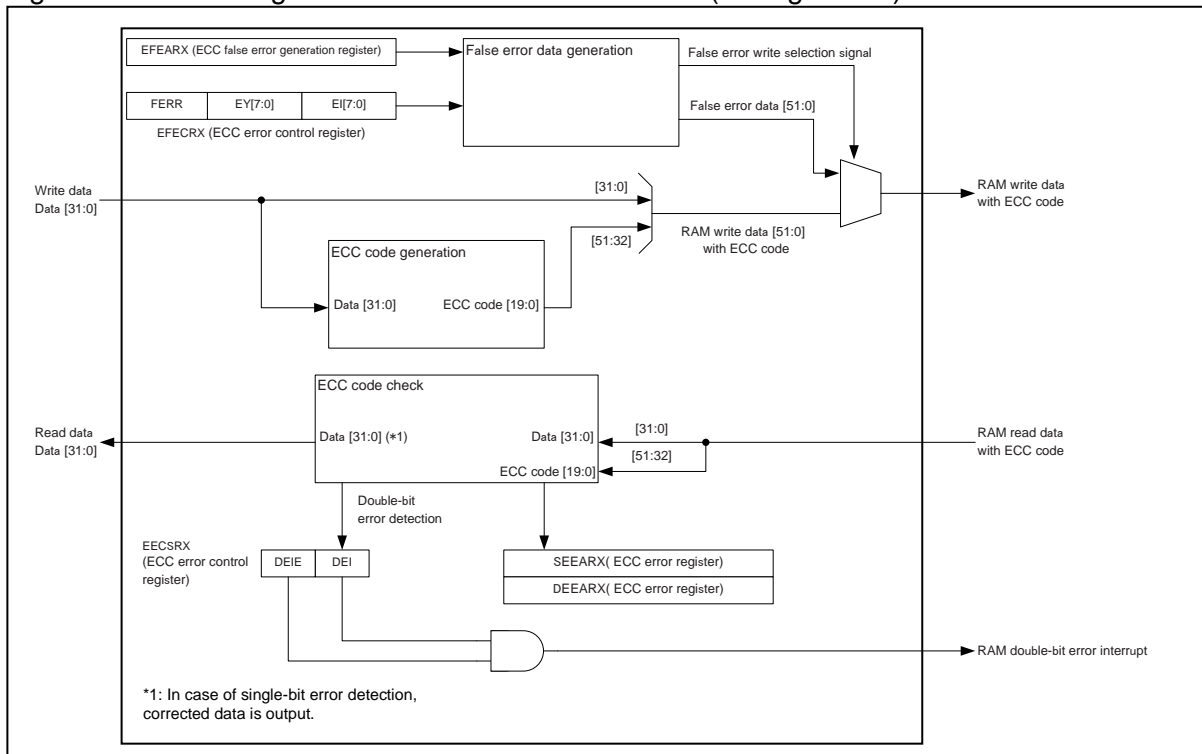 EFEARX (ECC false error generation register)
False error data generation
False error write selection signal
FERR
EY[7:0]
EI[7:0]
False error data [51:0]
EFECRX (ECC error control register)
Write data
Data [31:0]
[31:0]
RAM write data
with ECC code
[51:32]
RAM write data [51:0]
with ECC code
ECC code generation
Data [31:0]
ECC code [19:0]
ECC code check
Read data
Data [31:0]
Data [31:0] (*1)
Data [31:0]
[31:0]
RAM read data
with ECC code
ECC code [19:0]
[51:32]
Double-bit
error detection
EECSRX
(ECC error control
register)
DEIE
DEI
SEEARX( ECC error register)
DEEARX( ECC error register)
RAM double-bit error interrupt
*1: In case of single-bit error detection,
corrected data is output.